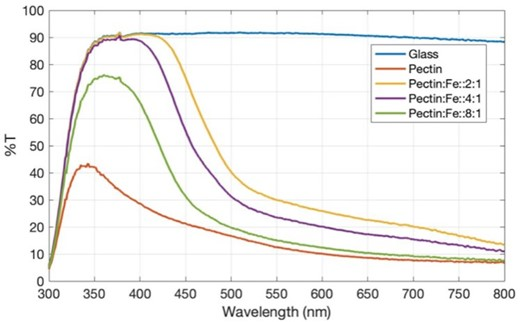 100
90
80
70
60
50
40
30
20
10
0
%T
300 350 400 450 500 550 600 650 700 750 800
Wavelength (nm)
Glass
Pectin
Pectin:Fe::2:1
Pectin:Fe::4:1
Pectin:Fe::8:1